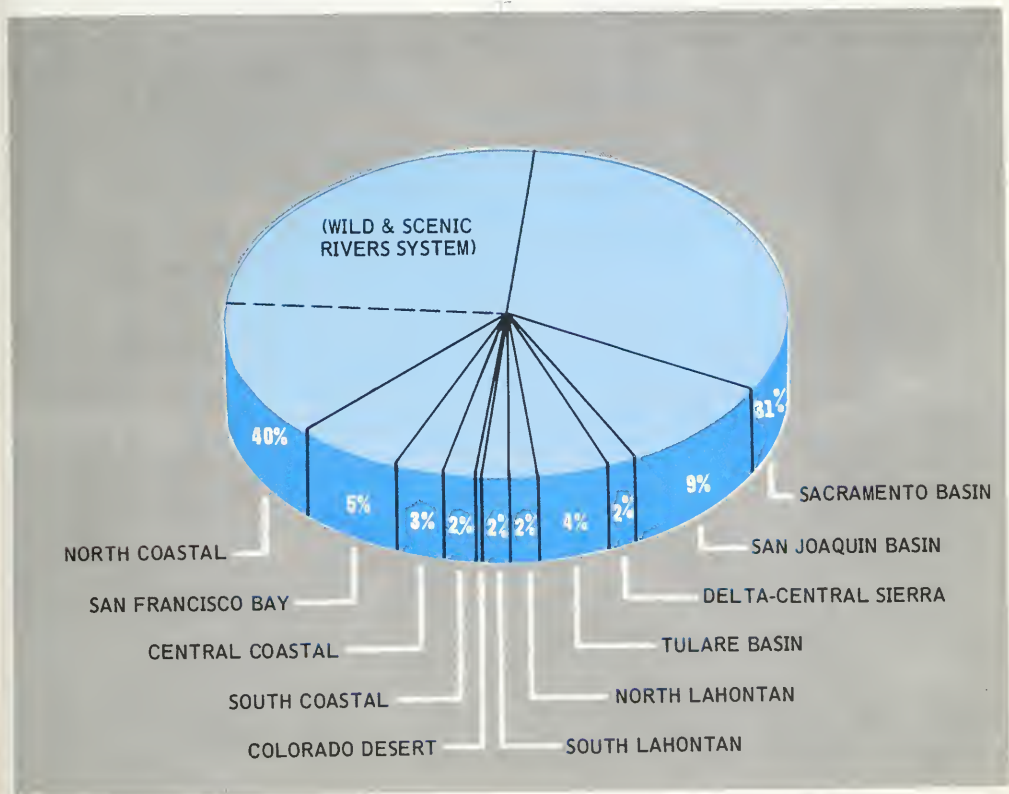 (WILD & SCENIC
RIVERS SYSTEM)
40%
5%
3%
2%
2%
2%
4%
2%
9%
31%
NORTH COASTAL
SAN FRANCISCO BAY
CENTRAL COASTAL
SOUTH COASTAL
COLORADO DESERT
SOUTH LAHONTAN
NORTH LAHONTAN
TULARE BASIN
DELTA-CENTRAL SIERRA
SAN JOAQUIN BASIN
SACRAMENTO BASIN